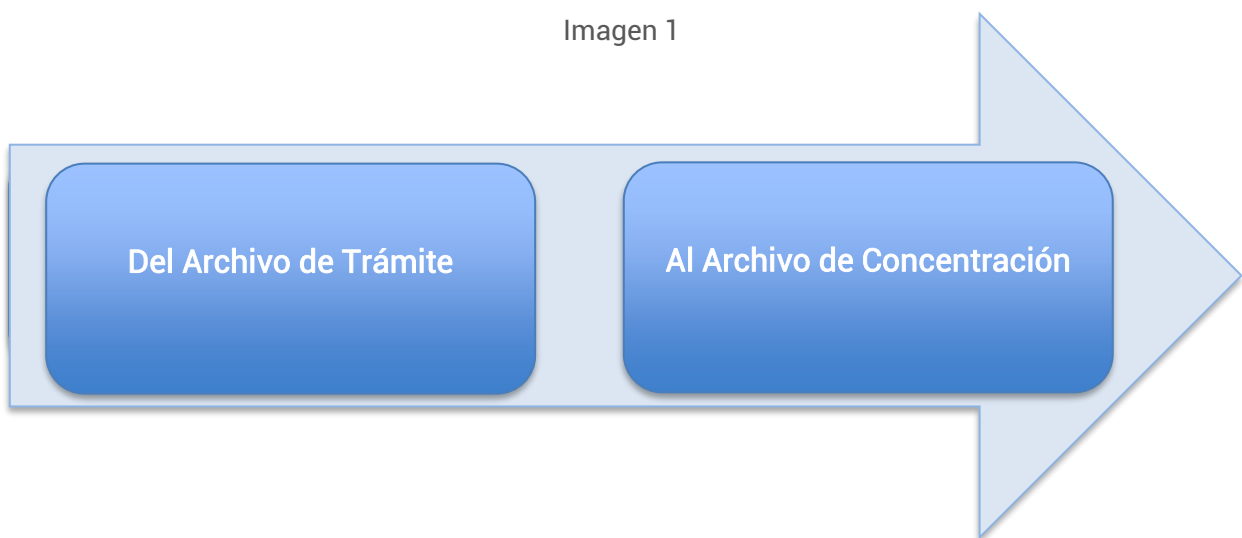 Imagen 1
Del Archivo de Trámite
Al Archivo de Concentración